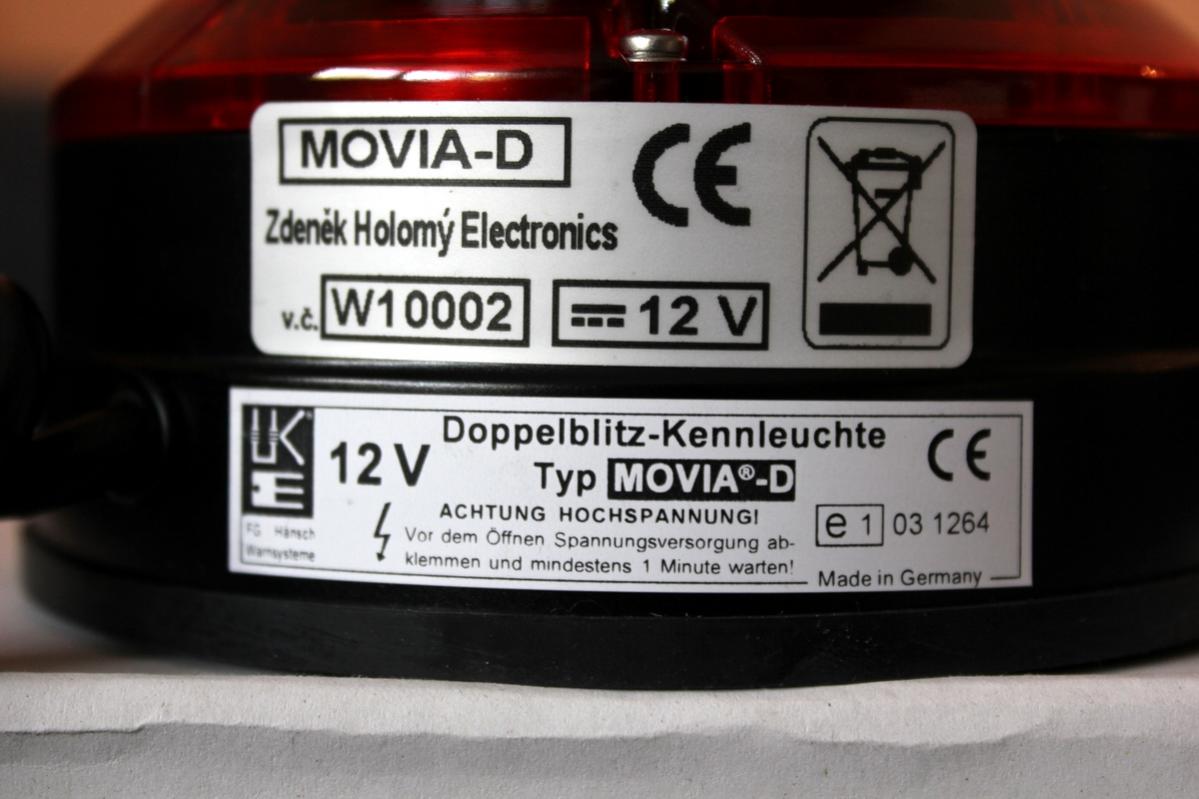 MOVIA-D
CE
Zdeněk Holomý Electronics
v.č. W10002 12 V
12 V
Doppelblitz-Kennleuchte
CE
Typ MOVIA®-D
ACHTUNG HOCHSPANNUNG!
Vor dem Öffnen Spannungsversorgung ab-
klemmen und mindestens 1 Minute warten!
e 1 03 1264
FG Hänsch
Warnsysteme
Made in Germany